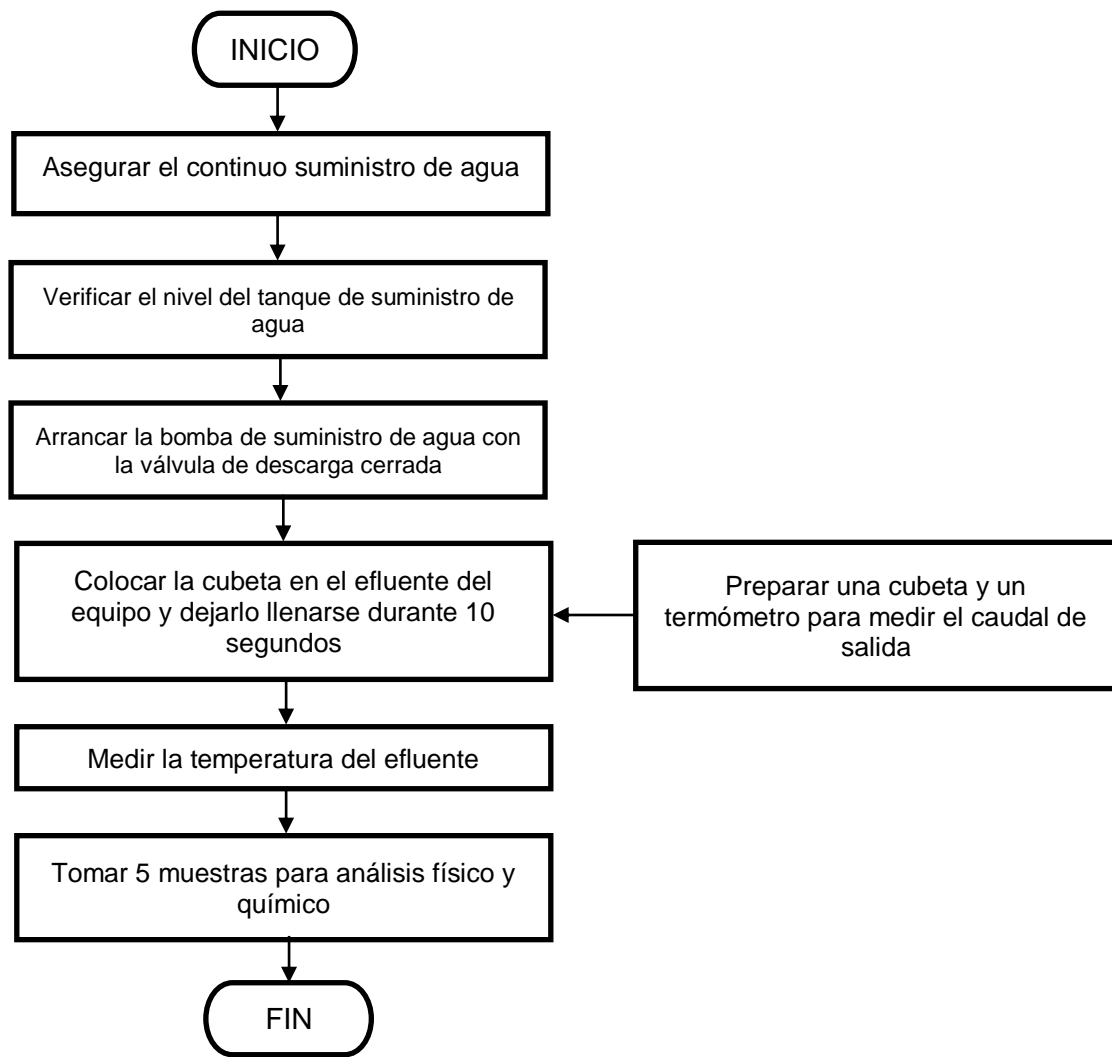 INICIO
Asegurar el continuo suministro de agua
Verificar el nivel del tanque de suministro de
agua
Arrancar la bomba de suministro de agua con
la válvula de descarga cerrada
Colocar la cubeta en el efluente del
equipo y dejarlo llenarse durante 10
segundos
Preparar una cubeta y un
termómetro para medir el caudal de
salida
Medir la temperatura del efluente
Tomar 5 muestras para análisis físico y
químico
FIN